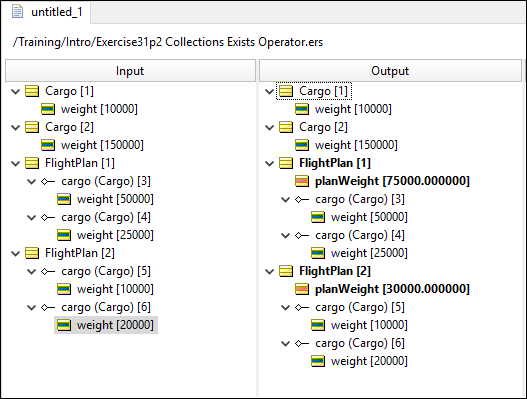 untitled_1
/Training/Intro/Exercise31p2 Collections Exists Operator.ers
Input
Cargo [1]
weight [10000]
Cargo [2]
weight [150000]
FlightPlan [1]
cargo (Cargo) [3]
weight [50000]
cargo (Cargo) [4]
weight [25000]
FlightPlan [2]
cargo (Cargo) [5]
weight [10000]
cargo (Cargo) [6]
weight [20000]
Output
Cargo [1]
weight [10000]
Cargo [2]
weight [150000]
FlightPlan [1]
planWeight [75000.000000]
cargo (Cargo) [3]
weight [50000]
cargo (Cargo) [4]
weight [25000]
FlightPlan [2]
planWeight [30000.000000]
cargo (Cargo) [5]
weight [10000]
cargo (Cargo) [6]
weight [20000]